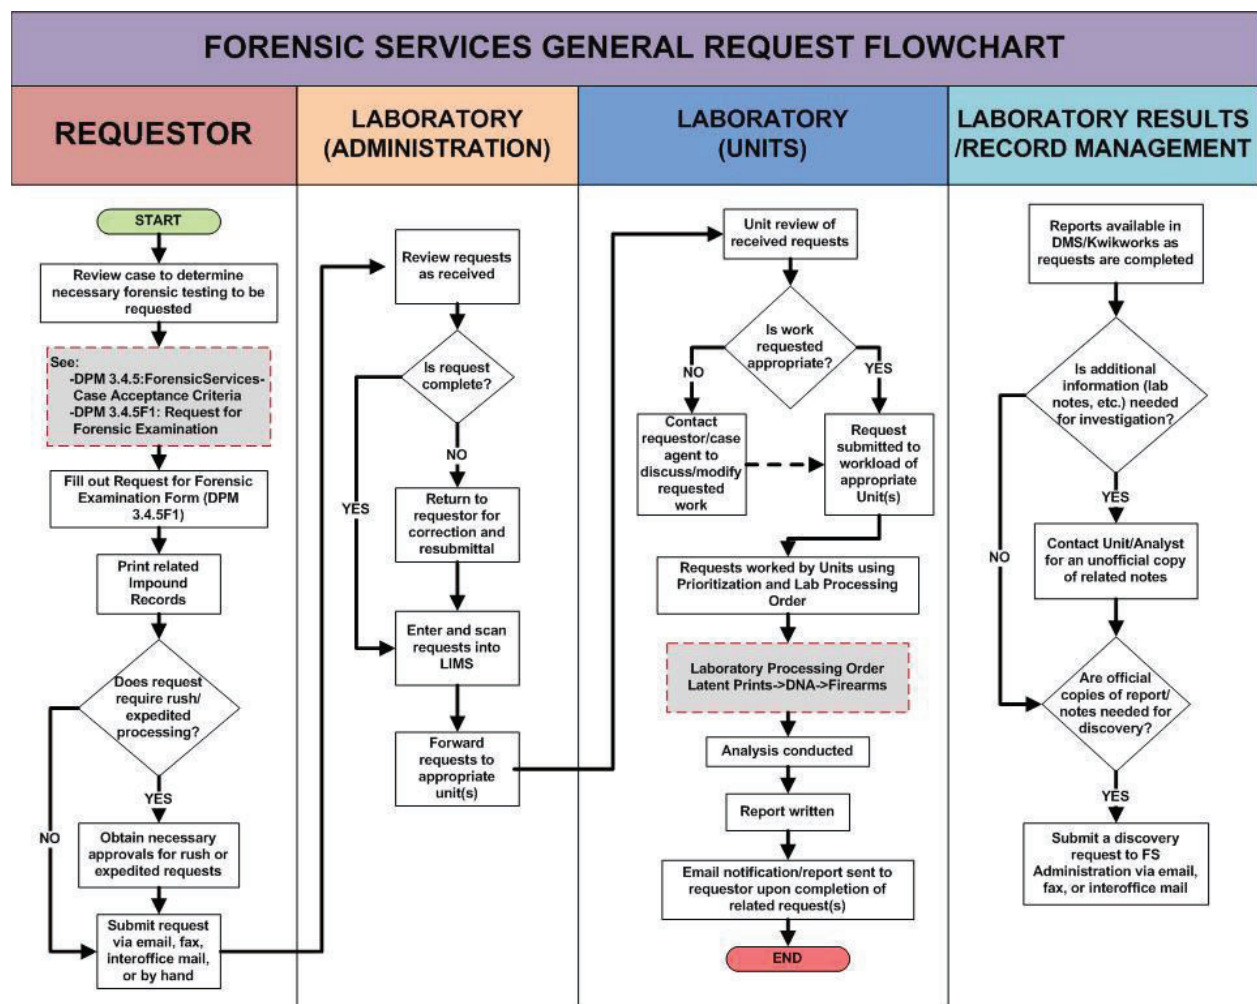 FORENSIC SERVICES GENERAL REQUEST FLOWCHART
REQUESTOR
START
Review case to determine
necessary forensic testing to be
requested
See:
-DPM 3.4.5:ForensicServices-
Case Acceptance Criteria
-DPM 3.4.5F1: Request for
Forensic Examination
Fill out Request for Forensic
Examination Form (DPM
3.4.5F1)
Print related
Impound
Records
Does request
require rush/
expedited
processing?
YES
NO
Obtain necessary
approvals for rush or
expedited requests
Submit request
via email, fax,
interoffice mail,
or by hand
LABORATORY
(ADMINISTRATION)
Review requests
as received
Is request
complete?
NO
YES
Return to
requestor for
correction and
resubmittal
Enter and scan
requests into
LIMS
Forward
requests to
appropriate
unit(s)
LABORATORY
(UNITS)
Unit review of
received requests
Is work
requested
appropriate?
NO
YES
Contact
requestor/case
agent to
discuss/modify
requested
work
Request
submitted to
workload of
appropriate
Unit(s)
Requests worked by Units using
Prioritization and Lab Processing
Order
Laboratory Processing Order
Latent Prints->DNA->Firearms
Analysis conducted
Report written
Email notification/report sent to
requestor upon completion of
related request(s)
END
LABORATORY RESULTS
/RECORD MANAGEMENT
Reports available in
DMS/Kwikworks as
requests are completed
Is additional
information (lab
notes, etc.) needed
for investigation?
YES
NO
Contact Unit/Analyst
for an unofficial copy
of related notes
Are official
copies of report/
notes needed for
discovery?
YES
Submit a discovery
request to FS
Administration via email,
fax, or interoffice mail